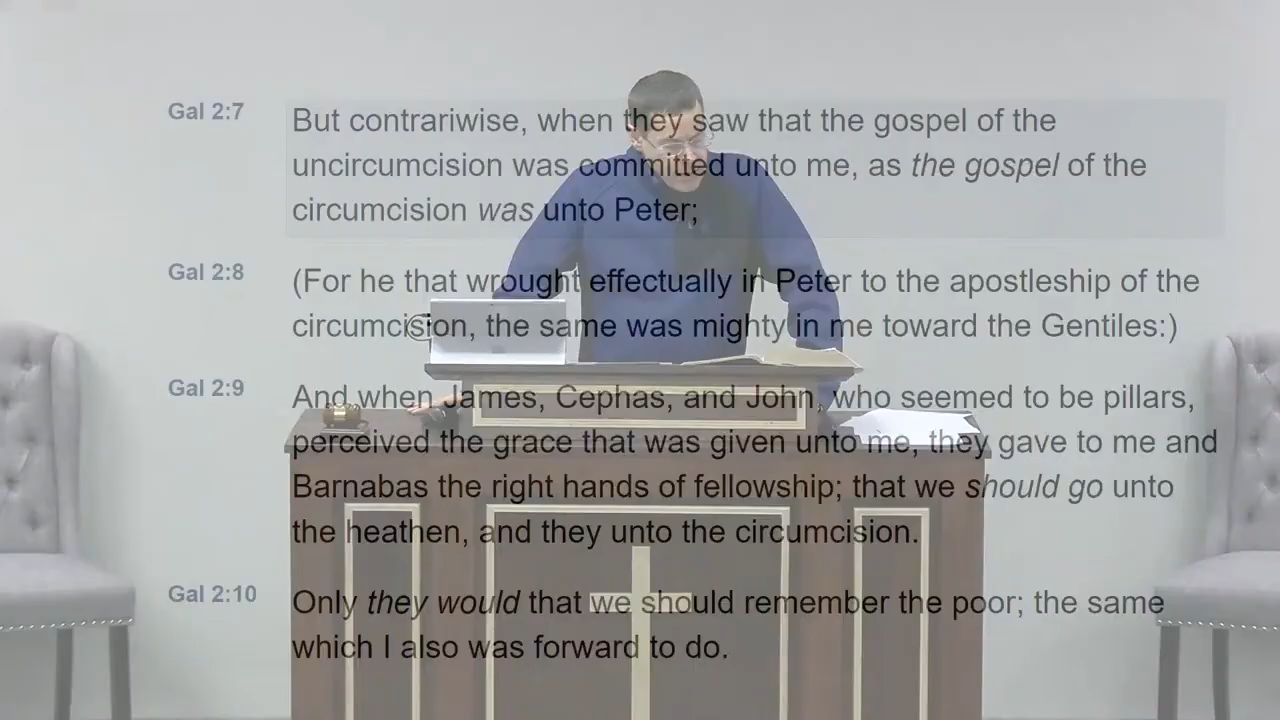 Gal 2:7
But contrariwise, when they saw that the gospel of the
uncircumcision was committed unto me, as the gospel of the
circumcision was unto Peter;
Gal 2:8
(For he that wrought effectually in Peter to the apostleship of the
circumcision, the same was mighty in me toward the Gentiles:)
Gal 2:9
And when James, Cephas, and John, who seemed to be pillars,
perceived the grace that was given unto me, they gave to me and
Barnabas the right hands of fellowship; that we should go unto
the heathen, and they unto the circumcision.
Gal 2:10
Only they would that we should remember the poor; the same
which I also was forward to do.